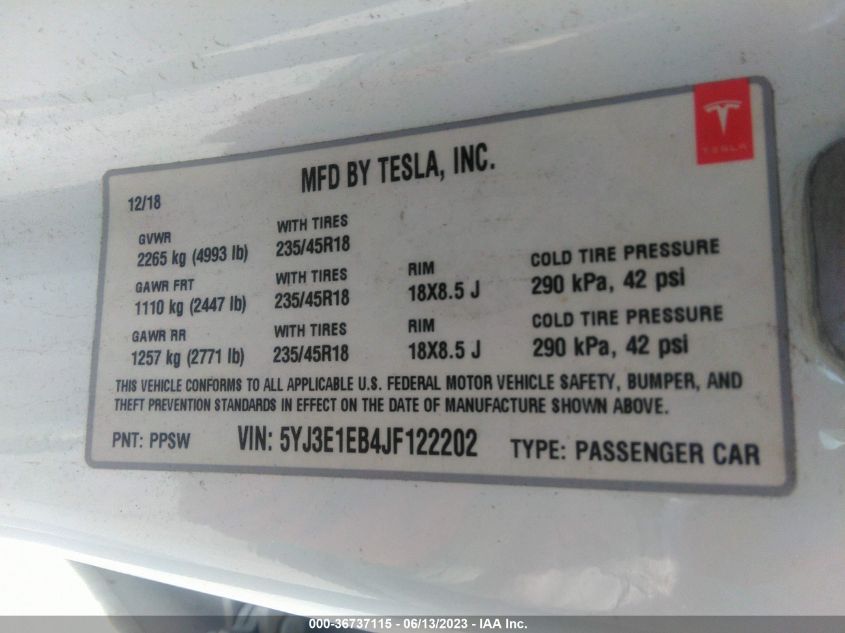 TESLA
MFD BY TESLA, INC.
12/18
GVWR WITH TIRES
2265 kg (4993 lb) 235/45R18
GAWR FRT WITH TIRES RIM COLD TIRE PRESSURE
1110 kg (2447 lb) 235/45R18 18X8.5 J 290 kPa, 42 psi
GAWR RR WITH TIRES RIM COLD TIRE PRESSURE
1257 kg (2771 lb) 235/45R18 18X8.5 J 290 kPa, 42 psi
THIS VEHICLE CONFORMS TO ALL APPLICABLE U.S. FEDERAL MOTOR VEHICLE SAFETY, BUMPER, AND
THEFT PREVENTION STANDARDS IN EFFECT ON THE DATE OF MANUFACTURE SHOWN ABOVE.
PNT: PPSW VIN: 5YJ3E1EB4JF122202 TYPE: PASSENGER CAR
000-36737115 - 06/13/2023 - IAA Inc.